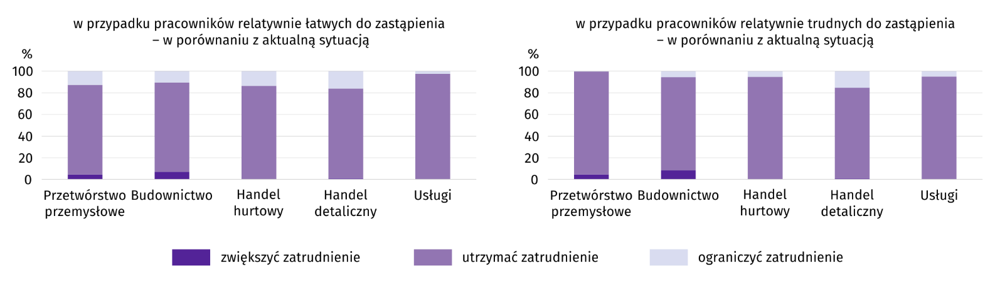 w przypadku pracowników relatywnie łatwych do zastąpienia
– w porównaniu z aktualną sytuacją
%
100
80
60
40
20
0
Przetwórstwo przemysłowe
Budownictwo
Handel hurtowy
Handel detaliczny
Usługi
w przypadku pracowników relatywnie trudnych do zastąpienia
– w porównaniu z aktualną sytuacją
%
100
80
60
40
20
0
Przetwórstwo przemysłowe
Budownictwo
Handel hurtowy
Handel detaliczny
Usługi
zwiększyć zatrudnienie
utrzymać zatrudnienie
ograniczyć zatrudnienie